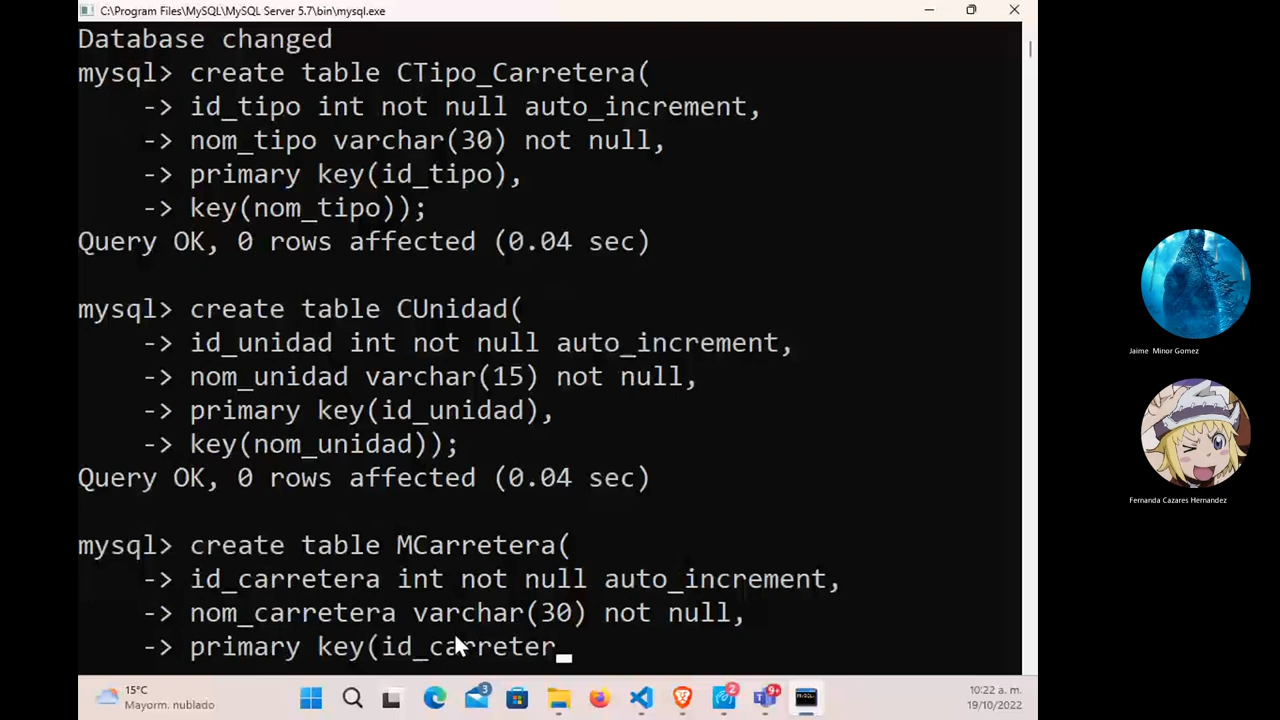 C:\Program Files\MySQL\MySQL Server 5.7\bin\mysql.exe
Database changed
mysql> create table CTipo_Carretera(
-> id_tipo int not null auto_increment,
-> nom_tipo varchar(30) not null,
-> primary key(id_tipo),
-> key(nom_tipo));
Query OK, 0 rows affected (0.04 sec)
mysql> create table CUnidad(
-> id_unidad int not null auto_increment,
-> nom_unidad varchar(15) not null,
-> primary key(id_unidad),
-> key(nom_unidad));
Query OK, 0 rows affected (0.04 sec)
mysql> create table MCarretera(
-> id_carretera int not null auto_increment,
-> nom_carretera varchar(30) not null,
-> primary key(id_carreter
Jaime Minor Gomez
Fernanda Cazares Hernandez
15°C
Mayorm. nublado
3
2
9+
10:22 a. m.
19/10/2022